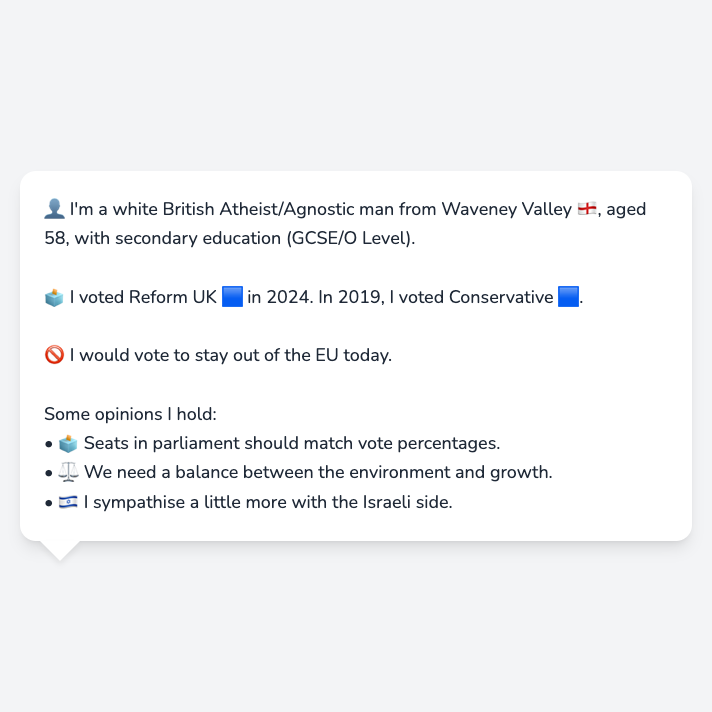 👤 I'm a white British Atheist/Agnostic man from Waveney Valley 🏴󠁧󠁢󠁥󠁮󠁧󠁿, aged
58, with secondary education (GCSE/O Level).
🗳️ I voted Reform UK 🟦 in 2024. In 2019, I voted Conservative 🟦.
🚫 I would vote to stay out of the EU today.
Some opinions I hold:
• 🗳️ Seats in parliament should match vote percentages.
• ⚖️ We need a balance between the environment and growth.
• 🇮🇱 I sympathise a little more with the Israeli side.